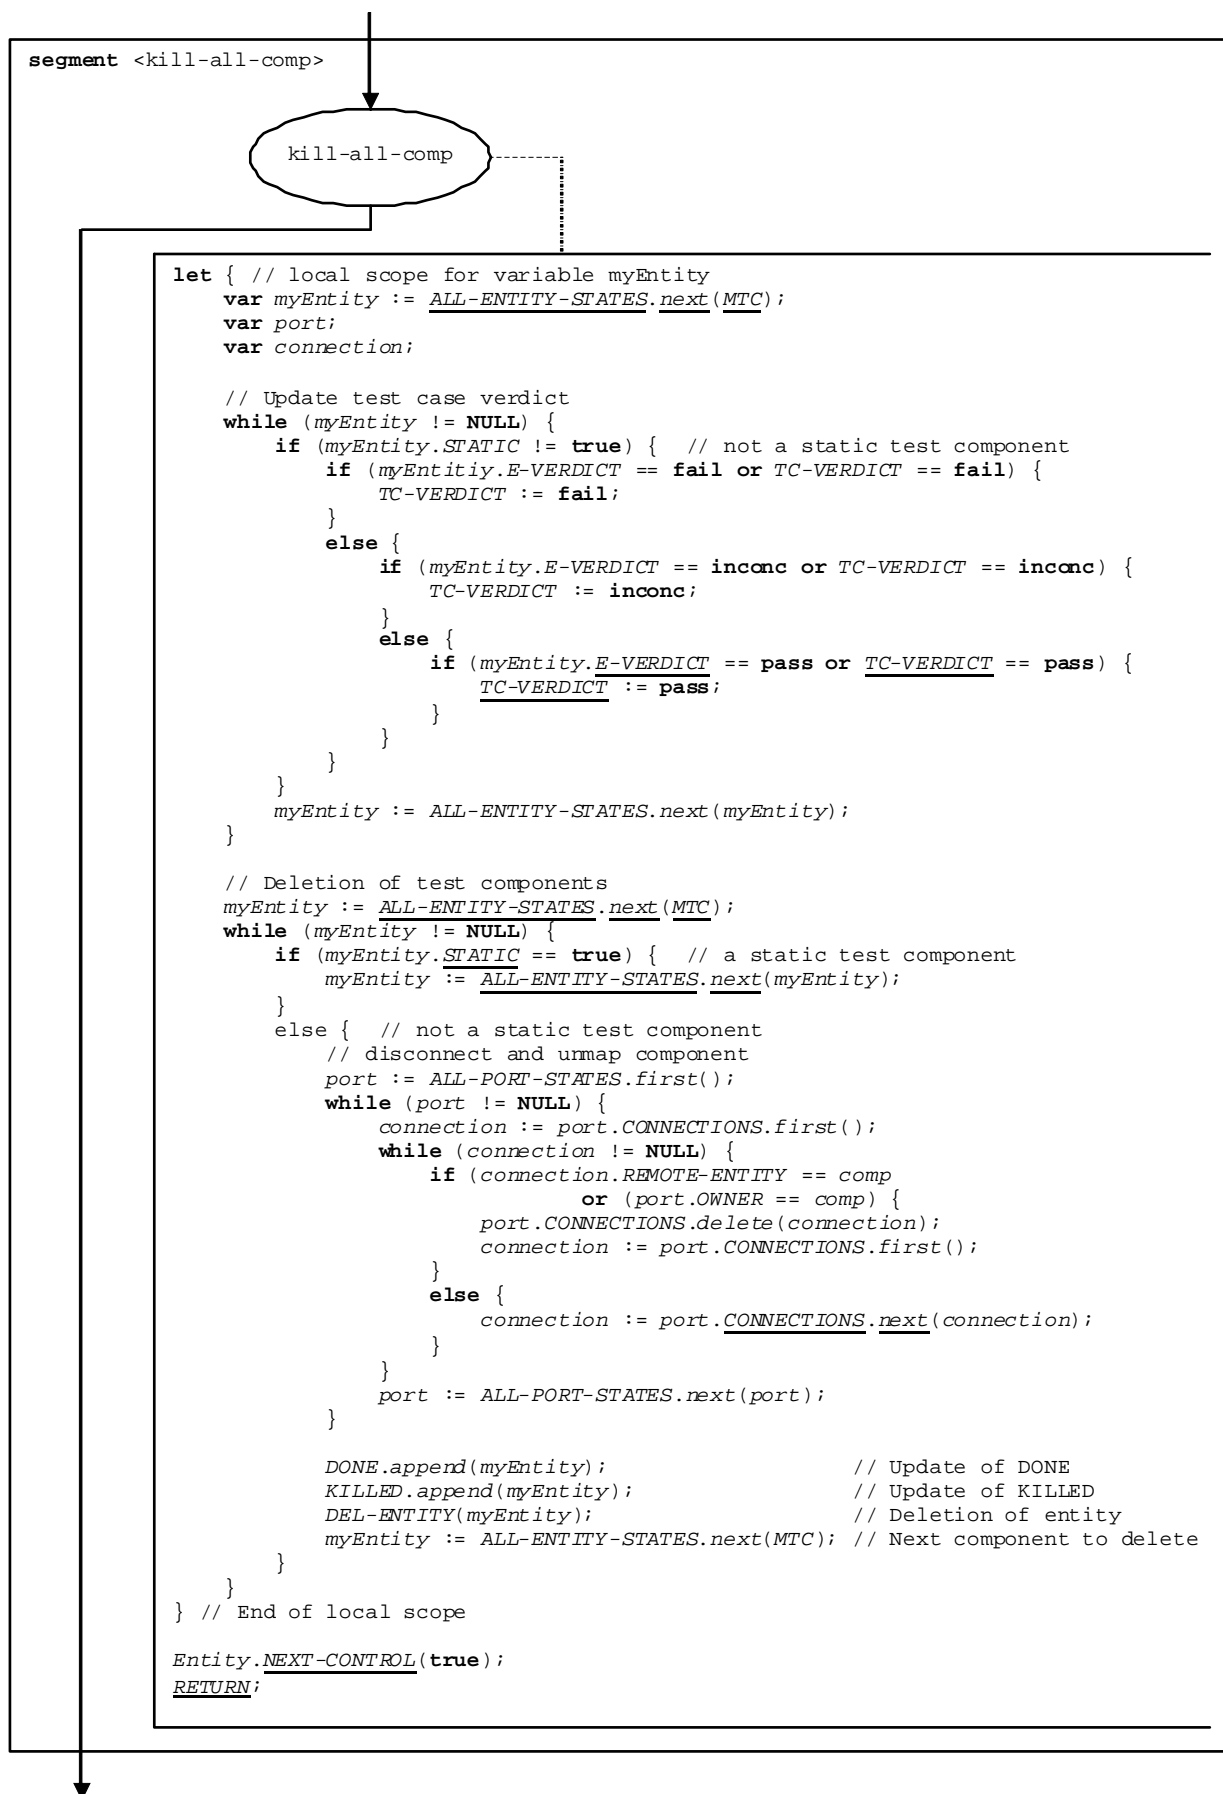 segment <kill-all-comp>
kill-all-comp
let { // local scope for variable myEntity
    var myEntity := ALL-ENTITY-STATES.next(MTC);
    var port;
    var connection;

    // Update test case verdict
    while (myEntity != NULL) {
        if (myEntity.STATIC != true) {  // not a static test component
            if (myEntitiy.E-VERDICT == fail or TC-VERDICT == fail) {
                TC-VERDICT := fail;
            }
            else {
                if (myEntity.E-VERDICT == inconc or TC-VERDICT == inconc) {
                    TC-VERDICT := inconc;
                }
                else {
                    if (myEntity.E-VERDICT == pass or TC-VERDICT == pass) {
                        TC-VERDICT := pass;
                    }
                }
            }
        }
        myEntity := ALL-ENTITY-STATES.next(myEntity);
    }

    // Deletion of test components
    myEntity := ALL-ENTITY-STATES.next(MTC);
    while (myEntity != NULL) {
        if (myEntity.STATIC == true) {  // a static test component
            myEntity := ALL-ENTITY-STATES.next(myEntity);
        }
        else {  // not a static test component
            // disconnect and unmap component
            port := ALL-PORT-STATES.first();
            while (port != NULL) {
                connection := port.CONNECTIONS.first();
                while (connection != NULL) {
                    if (connection.REMOTE-ENTITY == comp
                                or (port.OWNER == comp) {
                        port.CONNECTIONS.delete(connection);
                        connection := port.CONNECTIONS.first();
                    }
                    else {
                        connection := port.CONNECTIONS.next(connection);
                    }
                }
                port := ALL-PORT-STATES.next(port);
            }

            DONE.append(myEntity);                   // Update of DONE
            KILLED.append(myEntity);                 // Update of KILLED
            DEL-ENTITY(myEntity);                    // Deletion of entity
            myEntity := ALL-ENTITY-STATES.next(MTC); // Next component to delete
        }
    }
} // End of local scope

Entity.NEXT-CONTROL(true);
RETURN;